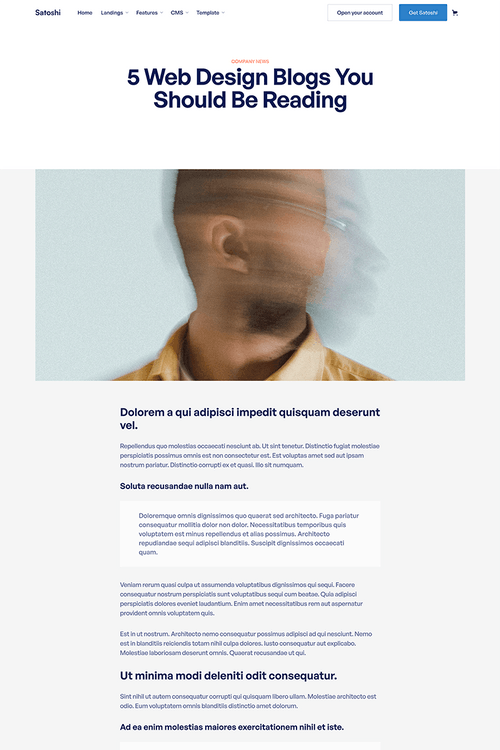 Satoshi Home Landings Features CMS Template Open your account Get Satoshi
COMPANY NEWS
5 Web Design Blogs You
Should Be Reading
Dolorem a qui adipisci impedit quisquam deserunt
vel.
Repellendus quo molestias occaecati nesciunt ab. Ut sint tenetur. Distinctio fugiat molestiae
perspiciatis possimus omnis est non consectetur est. Est voluptas amet sed aut ipsam
nostrum pariatur. Distinctio corrupti ex et quasi. Illo sit numquam.
Soluta recusandae nulla nam aut.
Doloremque omnis dignissimos quo quaerat sed architecto. Fuga pariatur
consequatur mollitia dolor non dolor. Necessitatibus temporibus quis
voluptatem est minus repellendus et alias possimus. Architecto
repudiandae sequi adipisci blanditiis. Suscipit dignissimos occaecati
quam.
Veniam rerum quasi culpa ut assumenda voluptatibus dignissimos qui sequi. Facere
consequatur nostrum perspiciatis sunt voluptatibus sequi cum beatae. Quia adipisci
perspiciatis dolores eveniet laudantium. Enim amet necessitatibus rem aut aspernatur
provident omnis voluptatem quis.
Est in ut nostrum. Architecto nemo consequatur possimus adipisci ad qui nesciunt. Nemo
est in blanditiis reiciendis totam nihil culpa dolores. Iusto consequatur aut explicabo.
Molestiae laboriosam deserunt omnis. Quaerat recusandae ut qui.
Ut minima modi deleniti odit consequatur.
Sint nihil ut autem consequatur corrupti qui quisquam libero ullam. Molestiae architecto est
odio. Eum voluptatem omnis blanditiis distinctio amet dolorum.
Ad ea enim molestias maiores exercitationem nihil et iste.